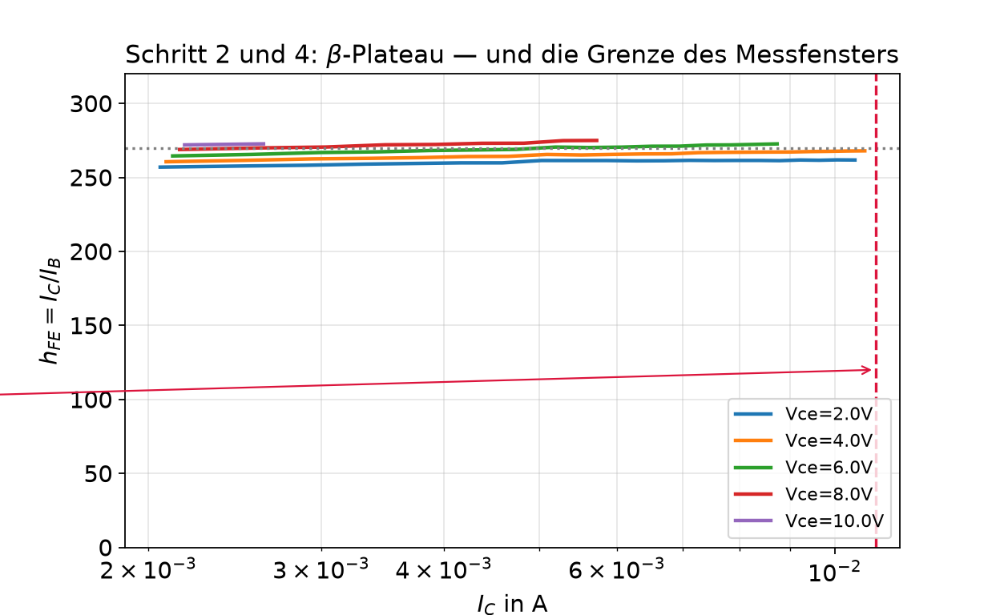 Schritt 2 und 4: β-Plateau — und die Grenze des Messfensters
300
250
200
150
100
50
0
h_FE = I_C/I_B
Vce=2.0V
Vce=4.0V
Vce=6.0V
Vce=8.0V
Vce=10.0V
2 × 10⁻³
3 × 10⁻³
4 × 10⁻³
6 × 10⁻³
10⁻²
I_C in A